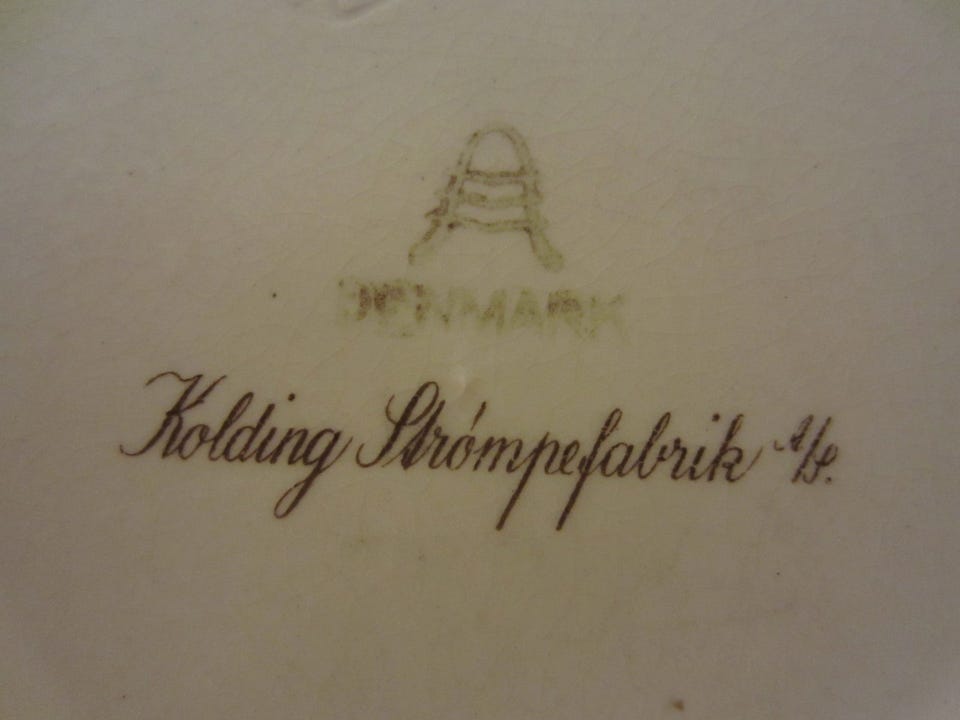 DENMARK
Kolding Strómpefabrik A/S.